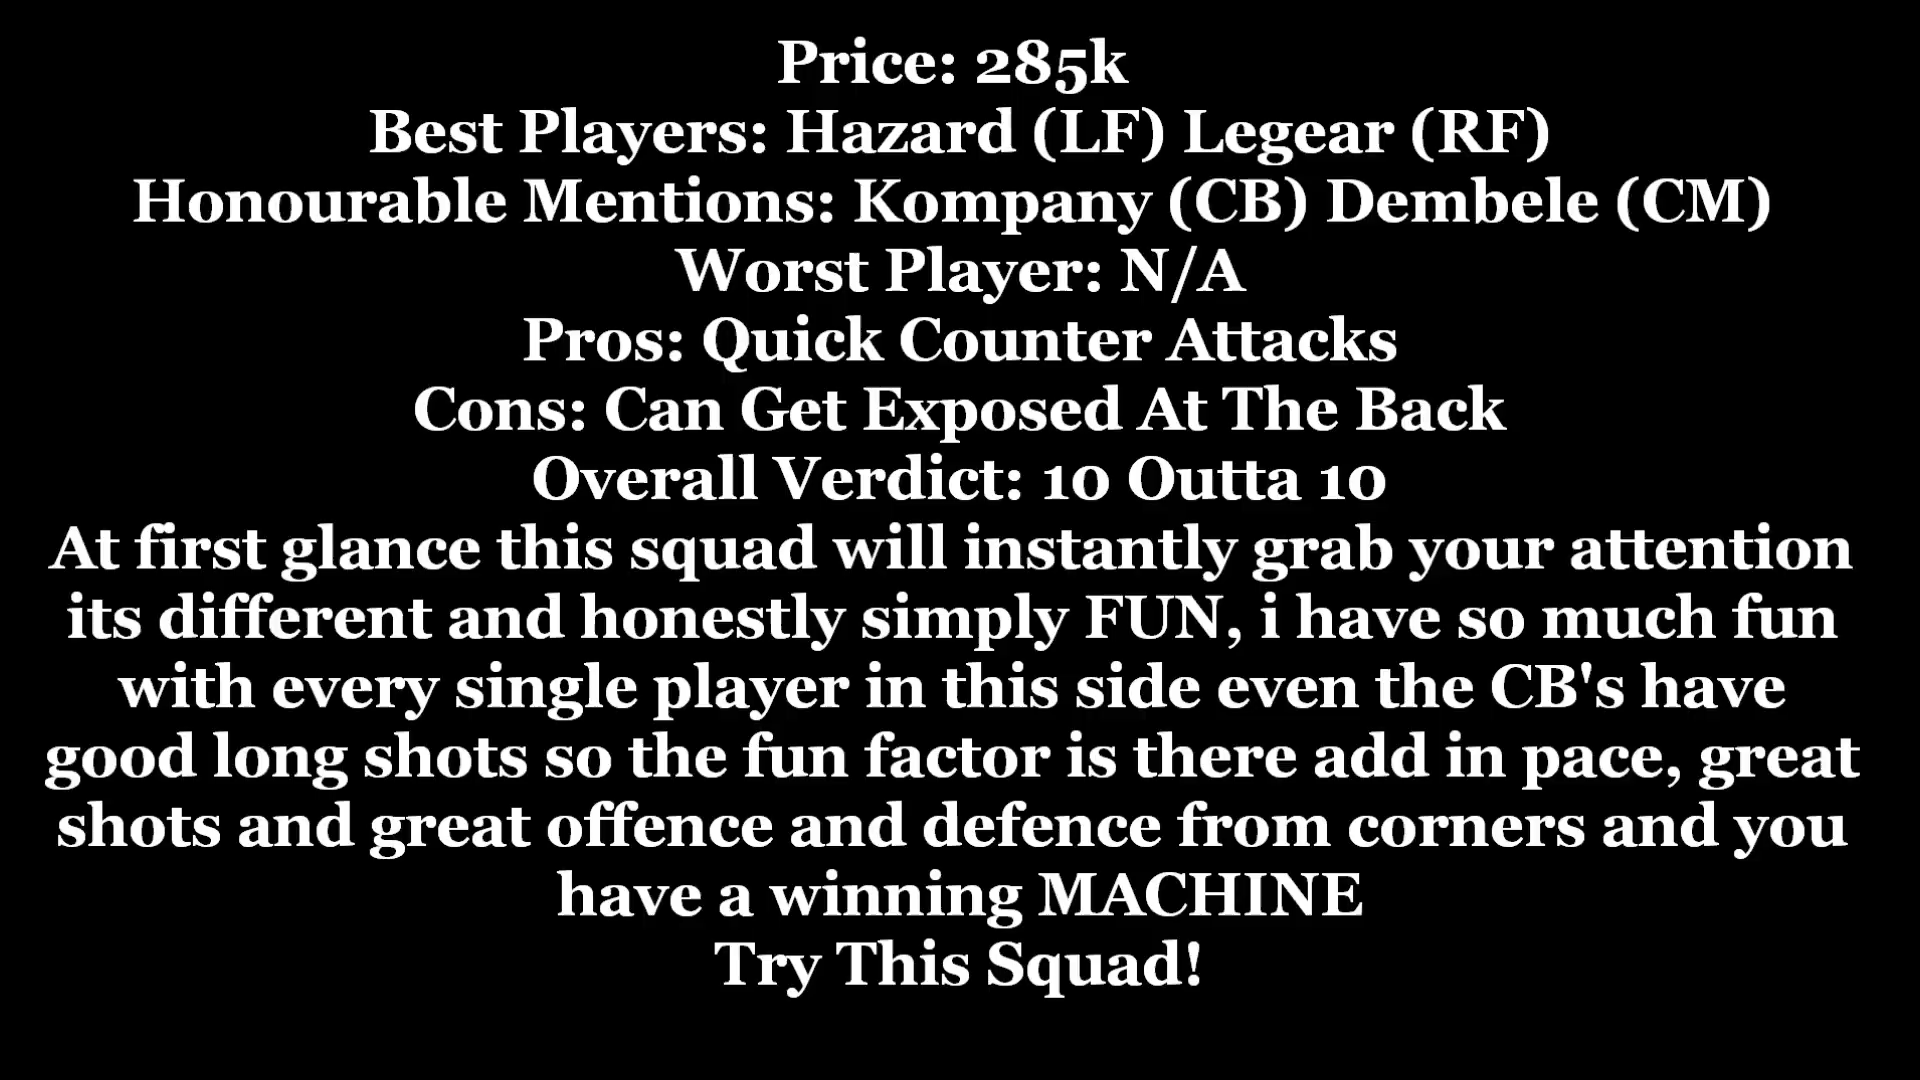 Price: 285k
Best Players: Hazard (LF) Legear (RF)
Honourable Mentions: Kompany (CB) Dembele (CM)
Worst Player: N/A
Pros: Quick Counter Attacks
Cons: Can Get Exposed At The Back
Overall Verdict: 10 Outta 10
At first glance this squad will instantly grab your attention
its different and honestly simply FUN, i have so much fun
with every single player in this side even the CB's have
good long shots so the fun factor is there add in pace, great
shots and great offence and defence from corners and you
have a winning MACHINE
Try This Squad!